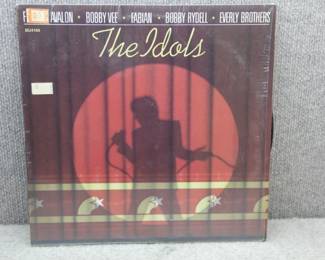 AVALON • BOBBY VEE • FABIAN • BOBBY RYDELL • EVERLY BROTHERS
The Idols